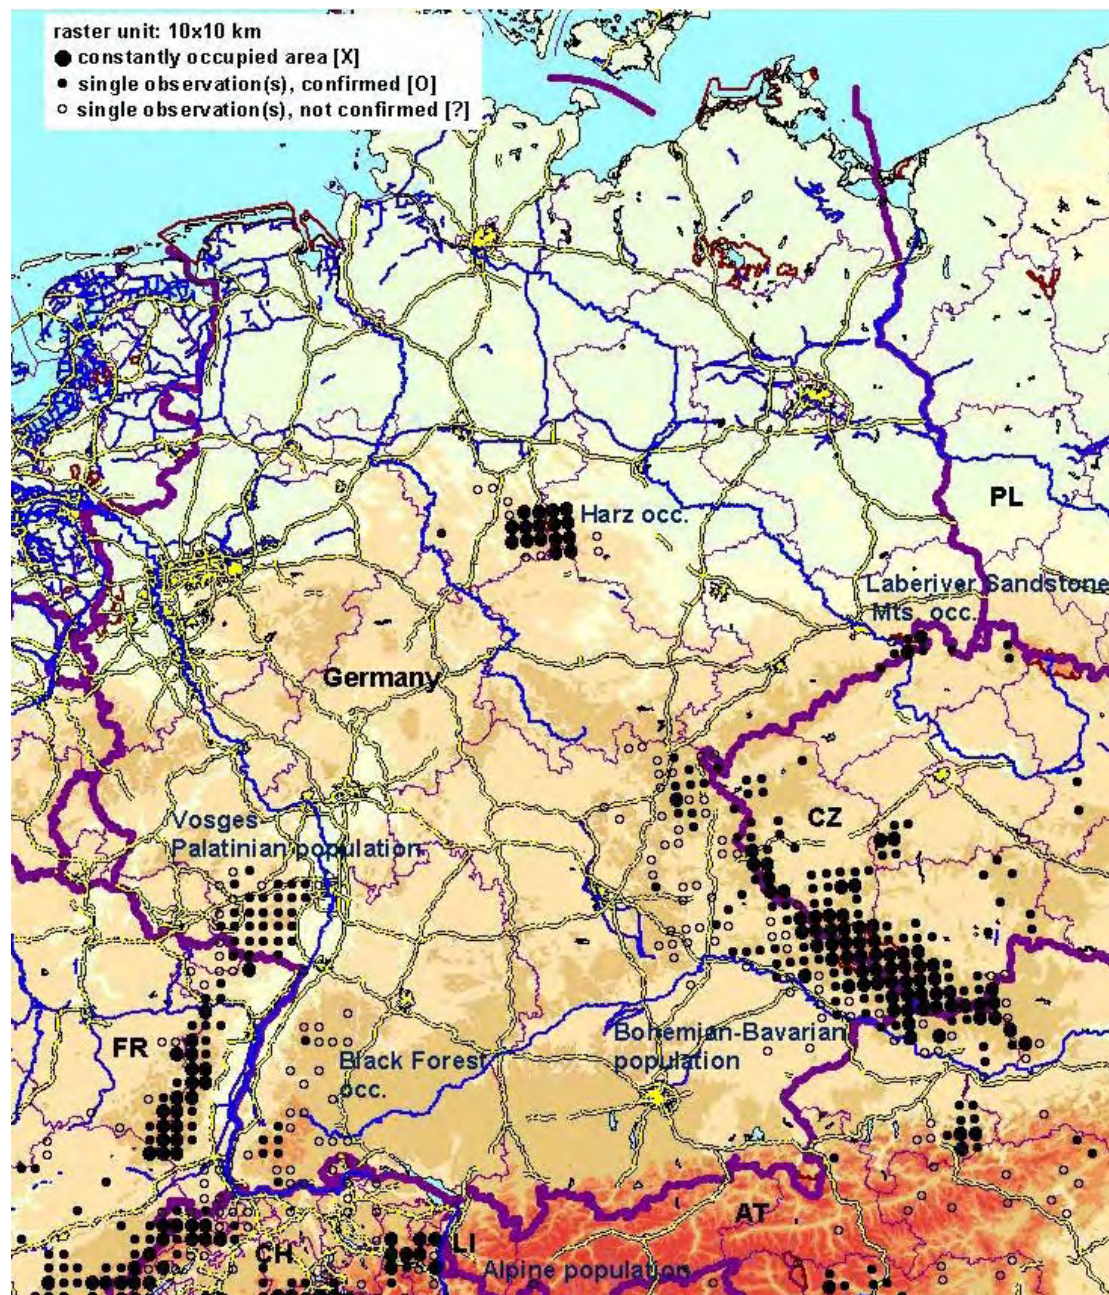 raster unit: 10x10 km
constantly occupied area [X]
single observation(s), confirmed [O]
single observation(s), not confirmed [?]
Harz occ.
PL
Laberiver Sandstone
Mts. occ.
Germany
Vosges
Palatinian population
CZ
FR
Black Forest
occ.
Bohemian-Bavarian
population
AT
CH
LI
Alpine population